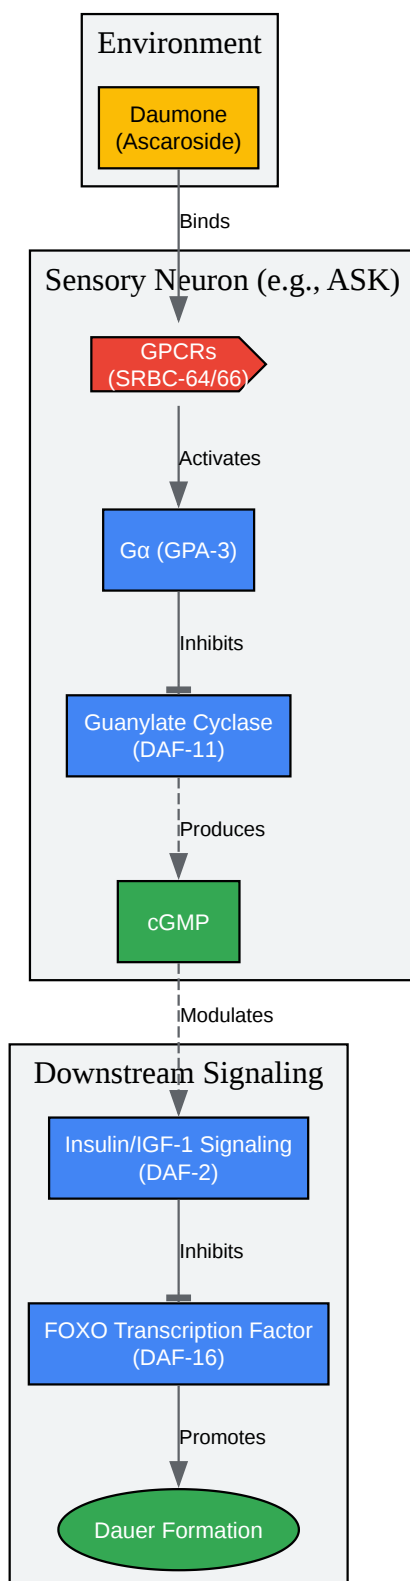 Environment
Daumone
(Ascaroside)
Binds
Sensory Neuron (e.g., ASK)
GPCRs
(SRBC-64/66)
Activates
Gα (GPA-3)
Inhibits
Guanylate Cyclase
(DAF-11)
Produces
cGMP
Modulates
Downstream Signaling
Insulin/IGF-1 Signaling
(DAF-2)
Inhibits
FOXO Transcription Factor
(DAF-16)
Promotes
Dauer Formation